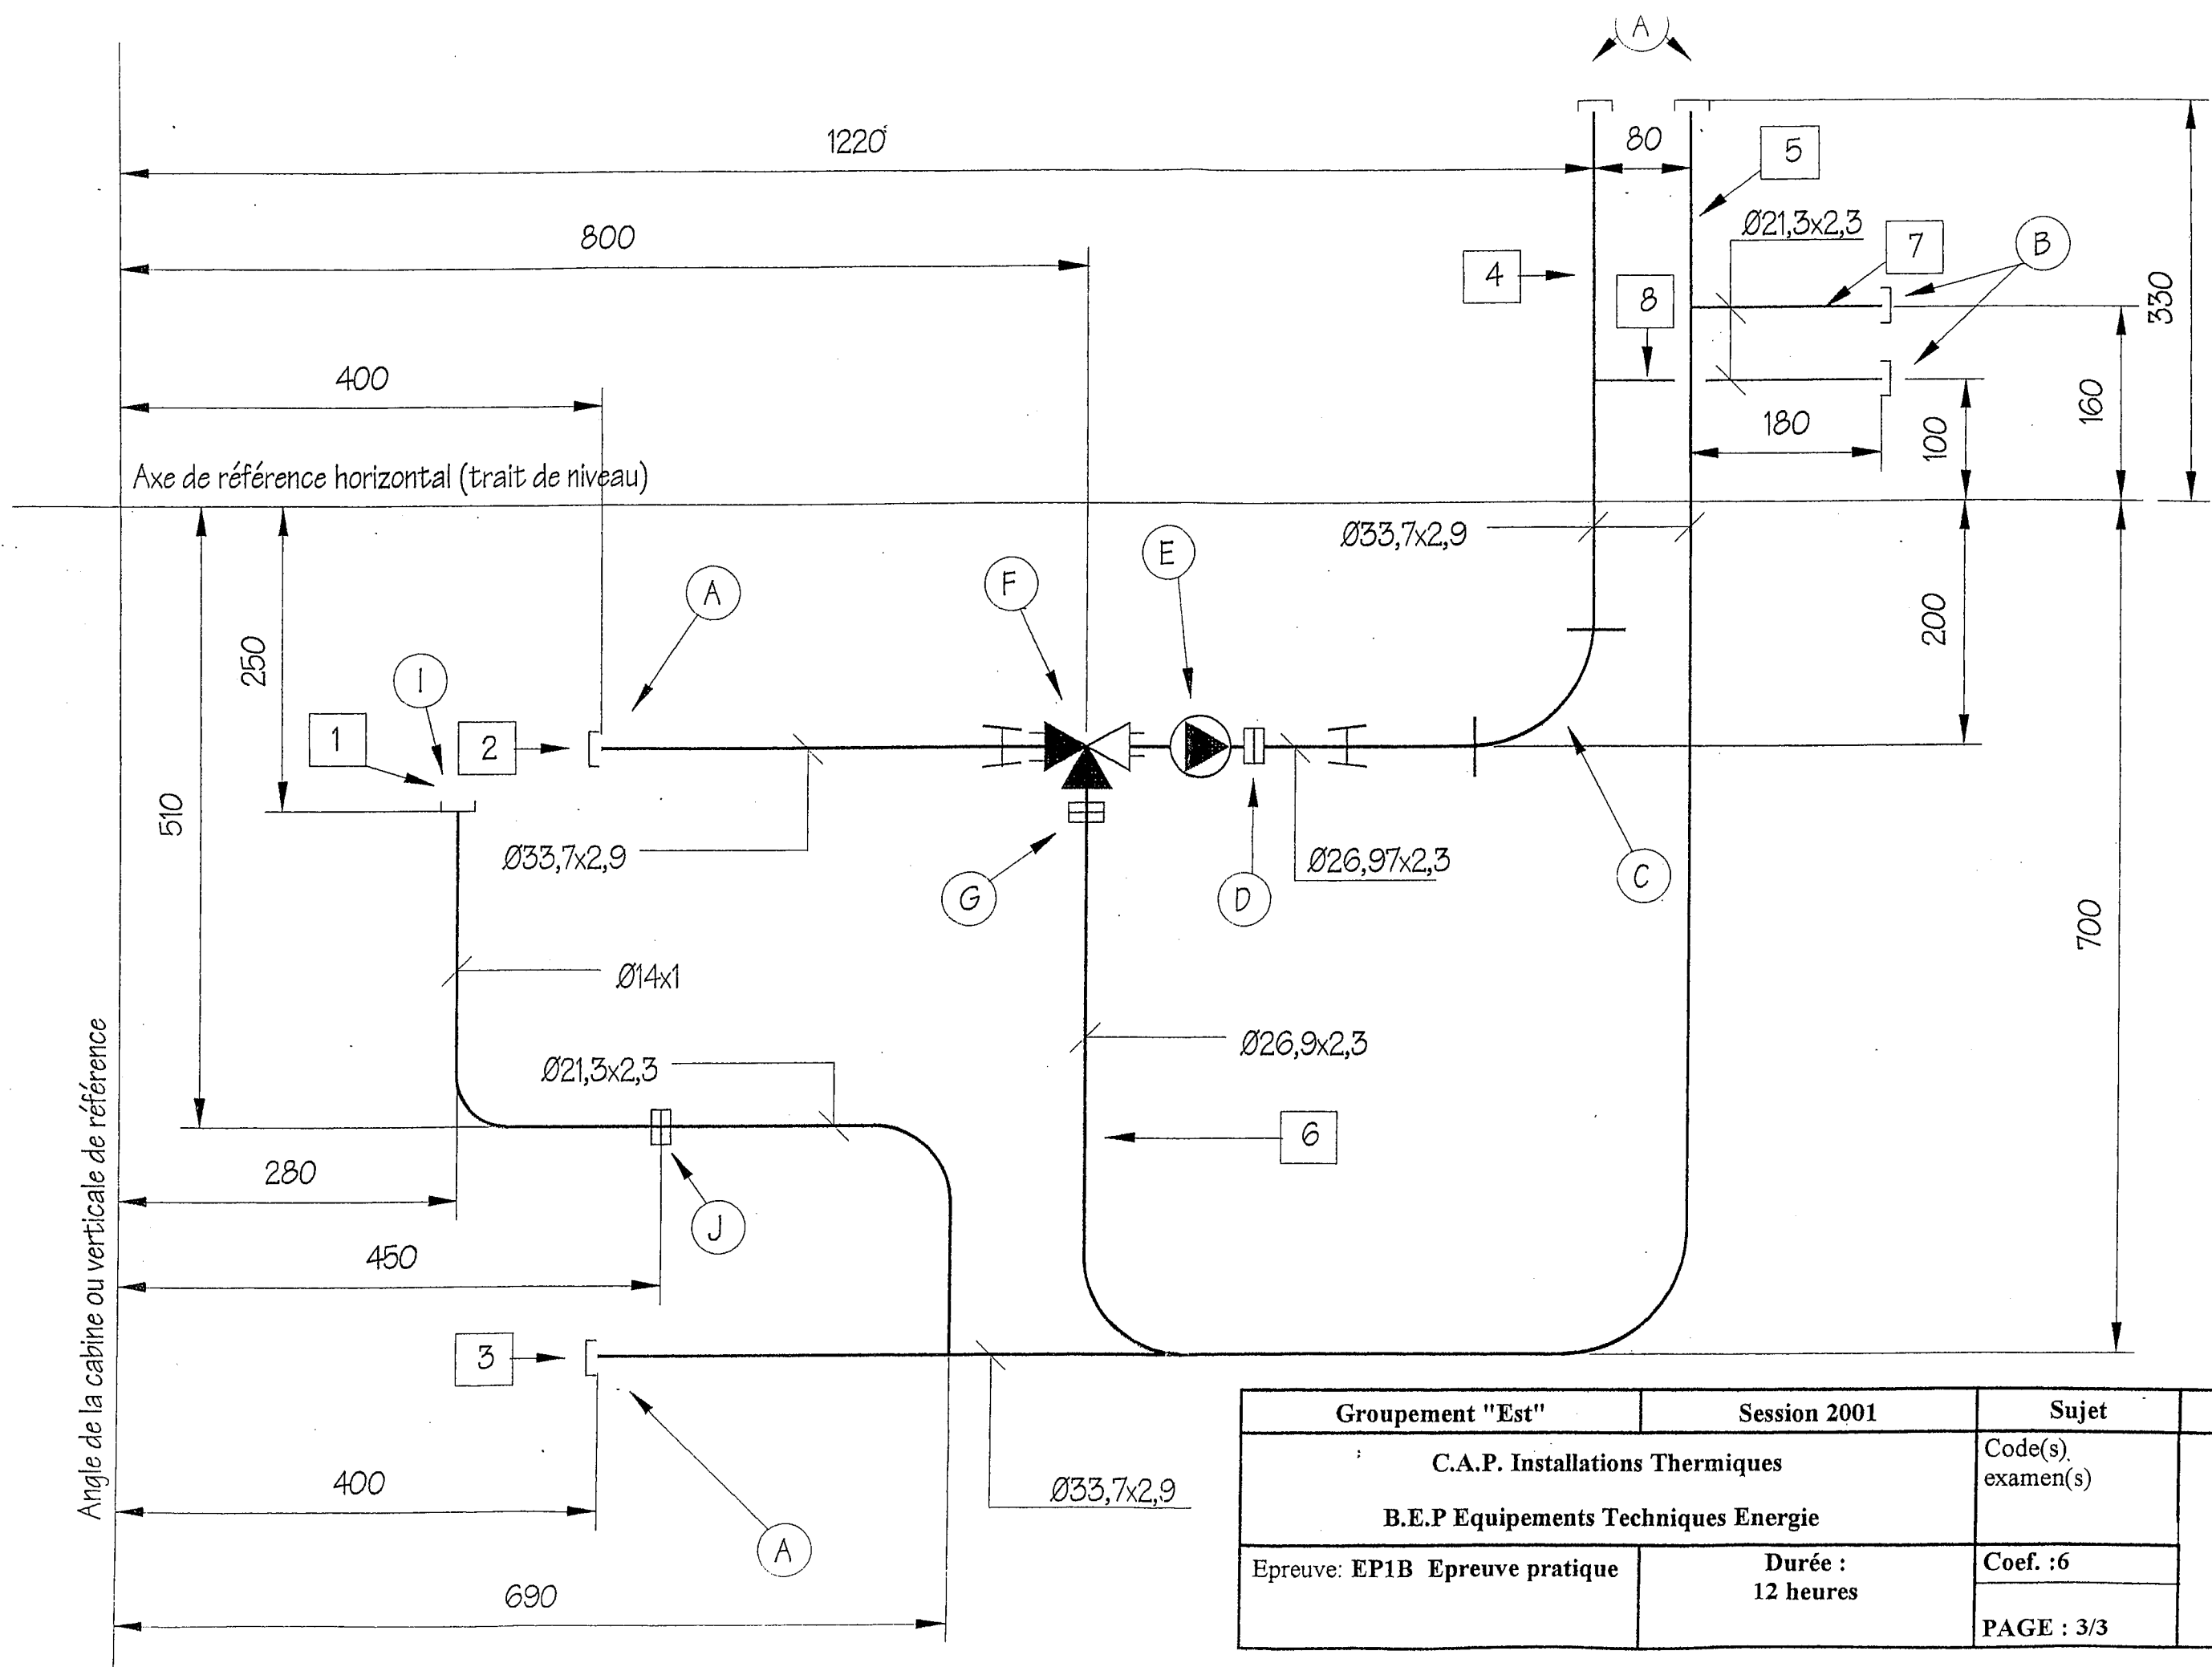 A
1220
80
5
Ø21,3x2,3
7
B
800
4
8
330
400
160
180
100
Axe de référence horizontal (trait de niveau)
Ø33,7x2,9
E
F
A
200
250
I
1
2
510
Ø33,7x2,9
Ø26,97x2,3
C
G
D
700
Ø14x1
Ø26,9x2,3
Ø21,3x2,3
6
Angle de la cabine ou verticale de référence
280
J
450
3
400
Ø33,7x2,9
A
690
Groupement "Est" Session 2001 Sujet
C.A.P. Installations Thermiques
Code(s)
examen(s)
B.E.P Equipements Techniques Energie
Epreuve: EP1B Epreuve pratique
Durée :
12 heures
Coef. :6
PAGE : 3/3